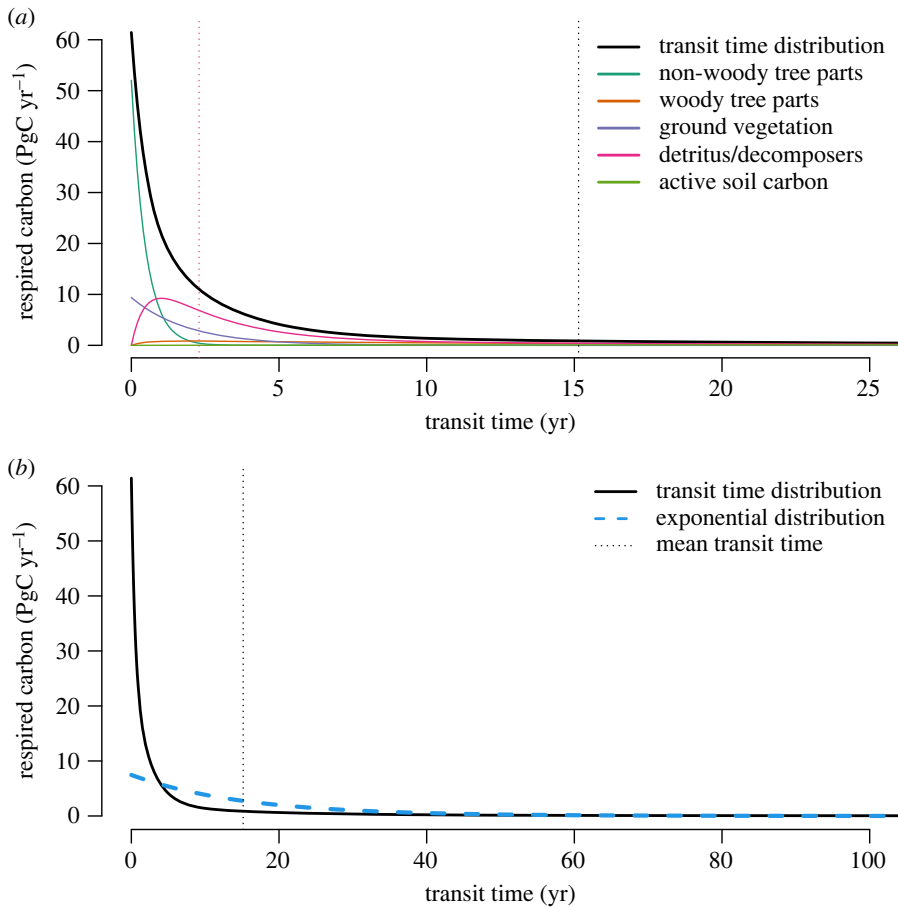 (a)
60
50
40
30
20
10
0
respired carbon (PgC yr⁻¹)
transit time distribution
non-woody tree parts
woody tree parts
ground vegetation
detritus/decomposers
active soil carbon
0 5 10 15 20 25
transit time (yr)
(b)
60
50
40
30
20
10
0
respired carbon (PgC yr⁻¹)
transit time distribution
exponential distribution
mean transit time
0 20 40 60 80 100
transit time (yr)